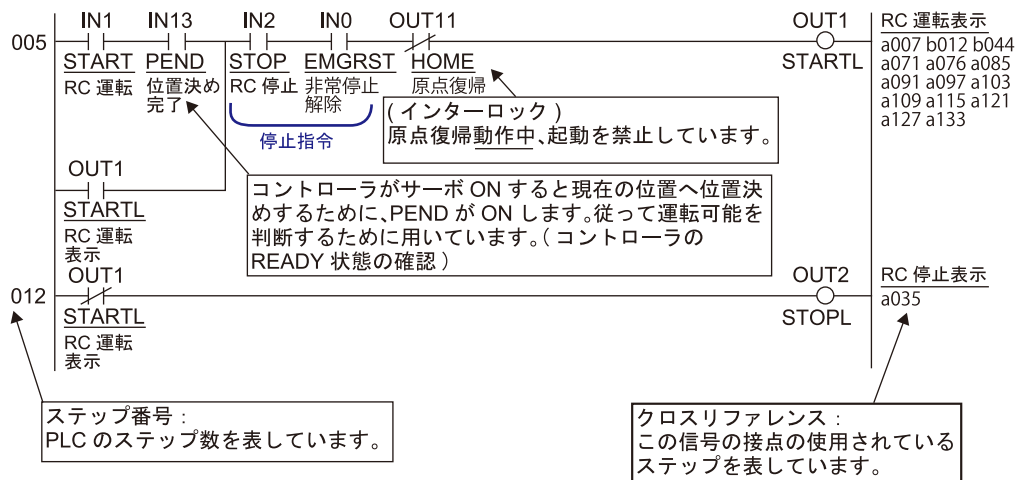 IN1 IN13 IN2 IN0 OUT11 OUT1 RC 運転表示
005
START PEND STOP EMGRST HOME STARTL
RC 運転 位置決め RC 停止 非常停止 原点復帰
完了 解除
a007 b012 b044
a071 a076 a085
a091 a097 a103
a109 a115 a121
a127 a133
停止指令
(インターロック)
原点復帰動作中、起動を禁止しています。
OUT1
STARTL
RC 運転
表示
コントローラがサーボ ON すると現在の位置へ位置決
めするために、PEND が ON します。従って運転可能を
判断するために用いています。(コントローラの
READY 状態の確認)
OUT1 OUT2 RC 停止表示
012 a035
STARTL STOPL
RC 運転
表示
ステップ番号:
PLC のステップ数を表しています。
クロスリファレンス:
この信号の接点の使用されている
ステップを表しています。